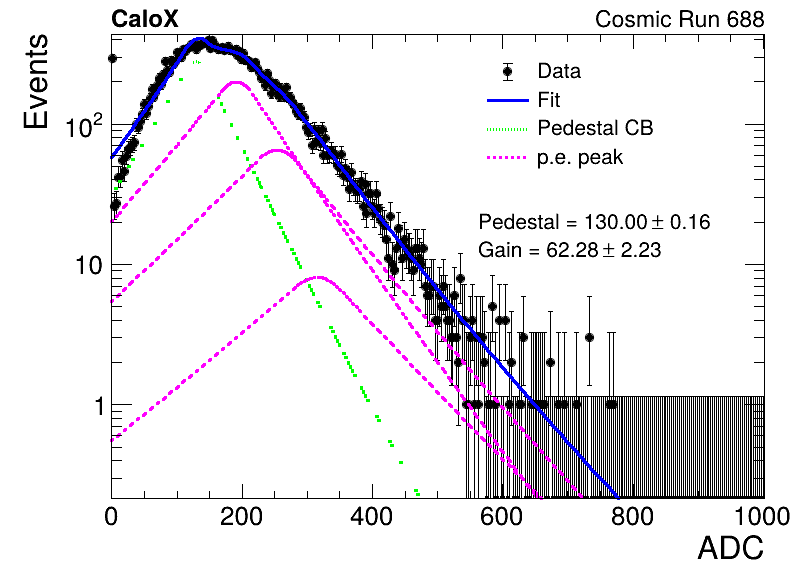 CaloX Cosmic Run 688
Events
Data
Fit
Pedestal CB
p.e. peak
Pedestal = 130.00 ± 0.16
Gain = 62.28 ± 2.23
10²
10
1
0 200 400 600 800 1000
ADC